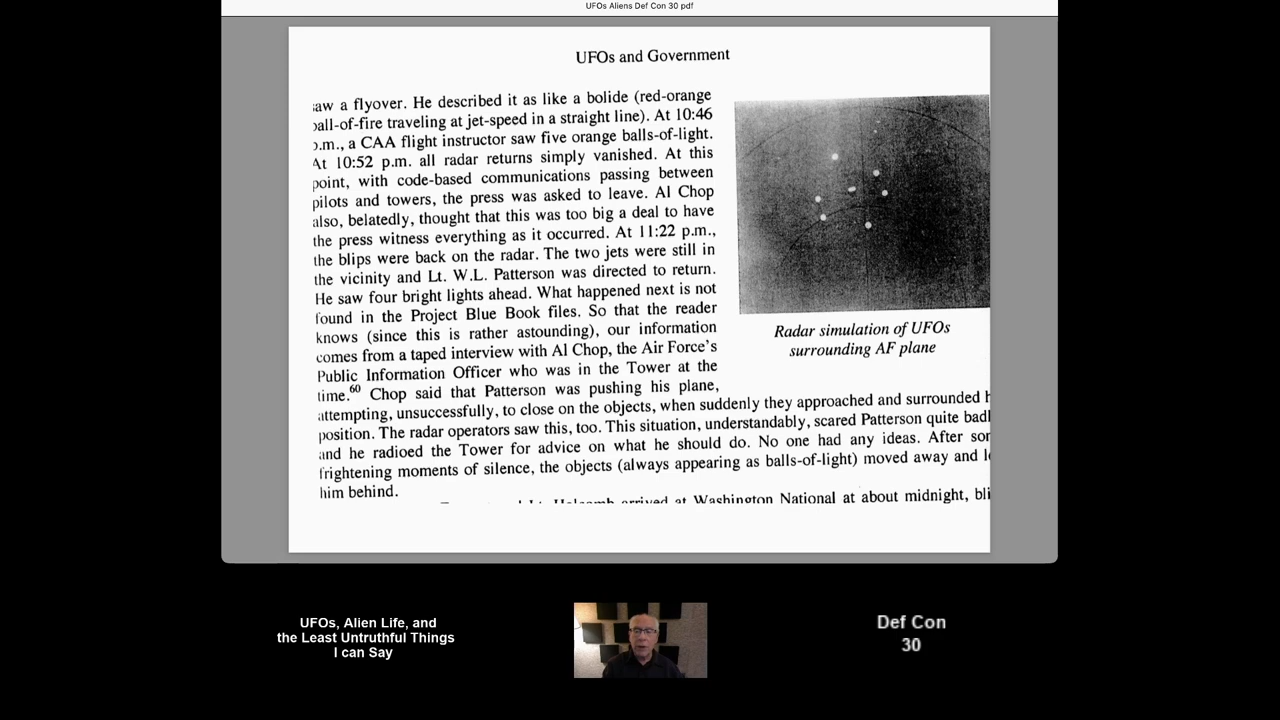 UFOs Aliens Def Con 30 pdf
UFOs and Government
saw a flyover. He described it as like a bolide (red-orange
ball-of-fire traveling at jet-speed in a straight line). At 10:46
p.m., a CAA flight instructor saw five orange balls-of-light.
At 10:52 p.m. all radar returns simply vanished. At this
point, with code-based communications passing between
pilots and towers, the press was asked to leave. Al Chop
also, belatedly, thought that this was too big a deal to have
the press witness everything as it occurred. At 11:22 p.m.,
the blips were back on the radar. The two jets were still in
the vicinity and Lt. W.L. Patterson was directed to return.
He saw four bright lights ahead. What happened next is not
found in the Project Blue Book files. So that the reader
knows (since this is rather astounding), our information
comes from a taped interview with Al Chop, the Air Force's
Public Information Officer who was in the Tower at the
time.60 Chop said that Patterson was pushing his plane,
attempting, unsuccessfully, to close on the objects, when suddenly they approached and surrounded
position. The radar operators saw this, too. This situation, understandably, scared Patterson quite
and he radioed the Tower for advice on what he should do. No one had any ideas. After
frightening moments of silence, the objects (always appearing as balls-of-light) moved away and
him behind.
arrived at Washington National at about midnight,
Radar simulation of UFOs
surrounding AF plane
UFOs, Alien Life, and
the Least Untruthful Things
I can Say
Def Con
30